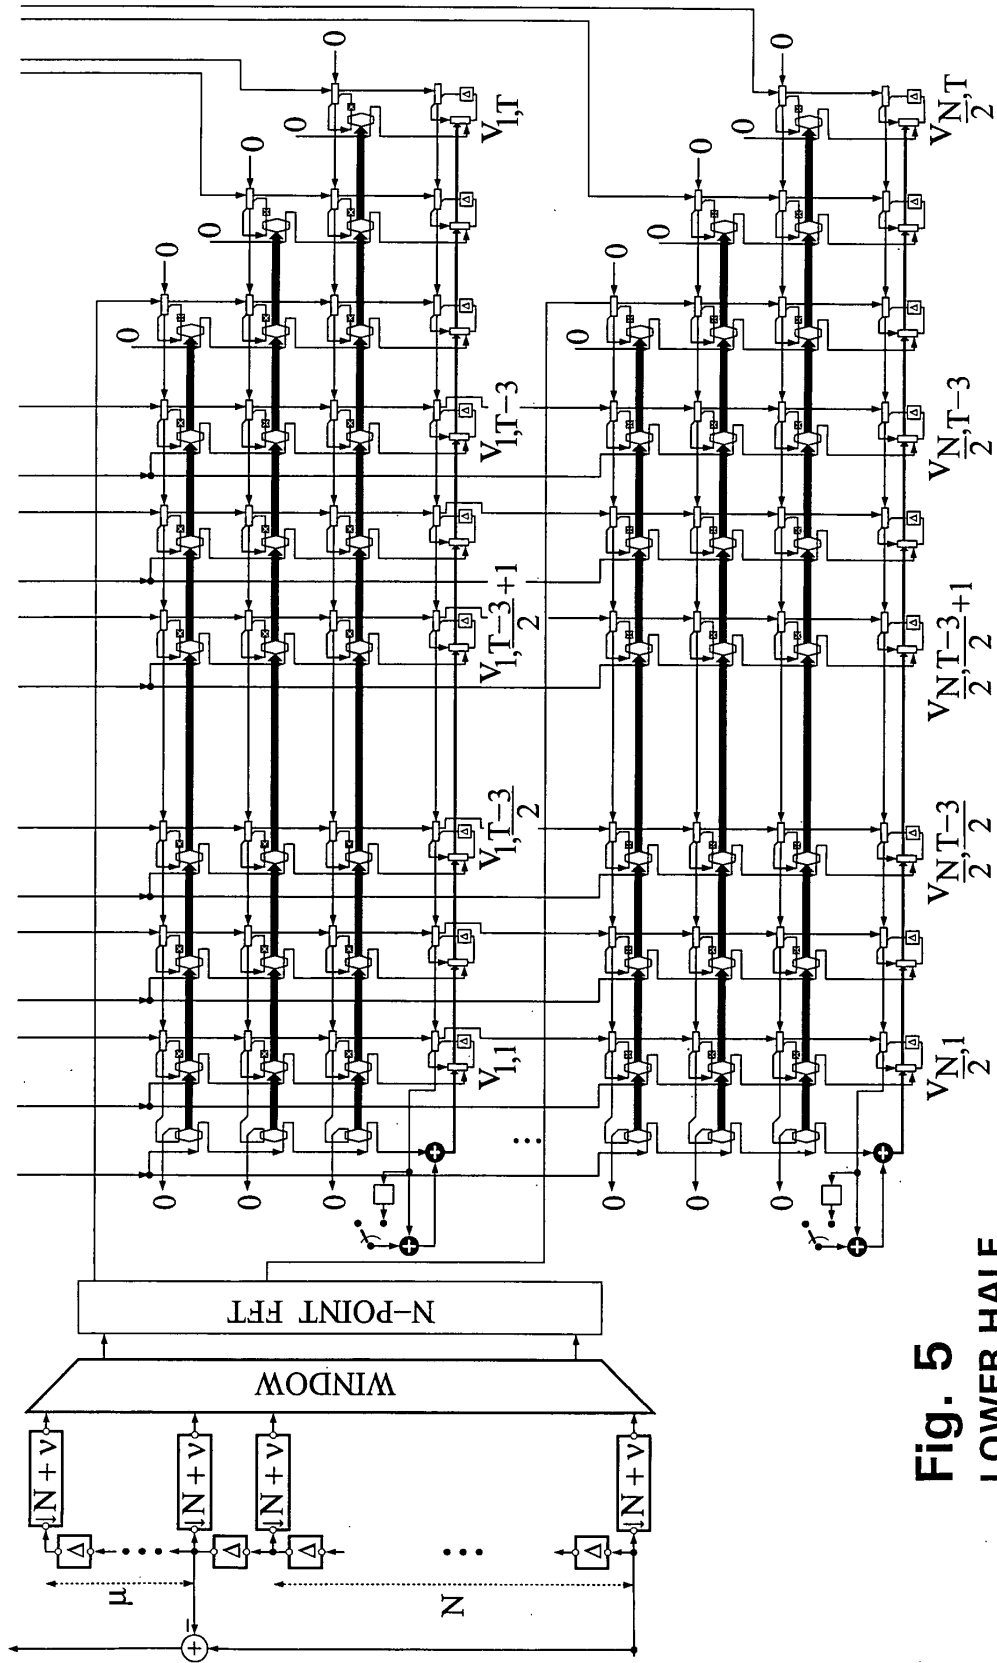 0
0
0
0
0
0
V1,T
V1,T−3
V1,T−3/2+1
V1,T−3/2
V1,1
0
0
0
0
0
0
0
0
0
VN/2,T
VN/2,T−3
VN/2,T−3/2+1
VN/2,T−3/2
VN/2,1
0
0
0
N−POINT FFT
WINDOW
↓N + ν
↓N + ν
↓N + ν
↓N + ν
Δ
Δ
Δ
Δ
μ
N
−
Fig. 5
LOWER HALF